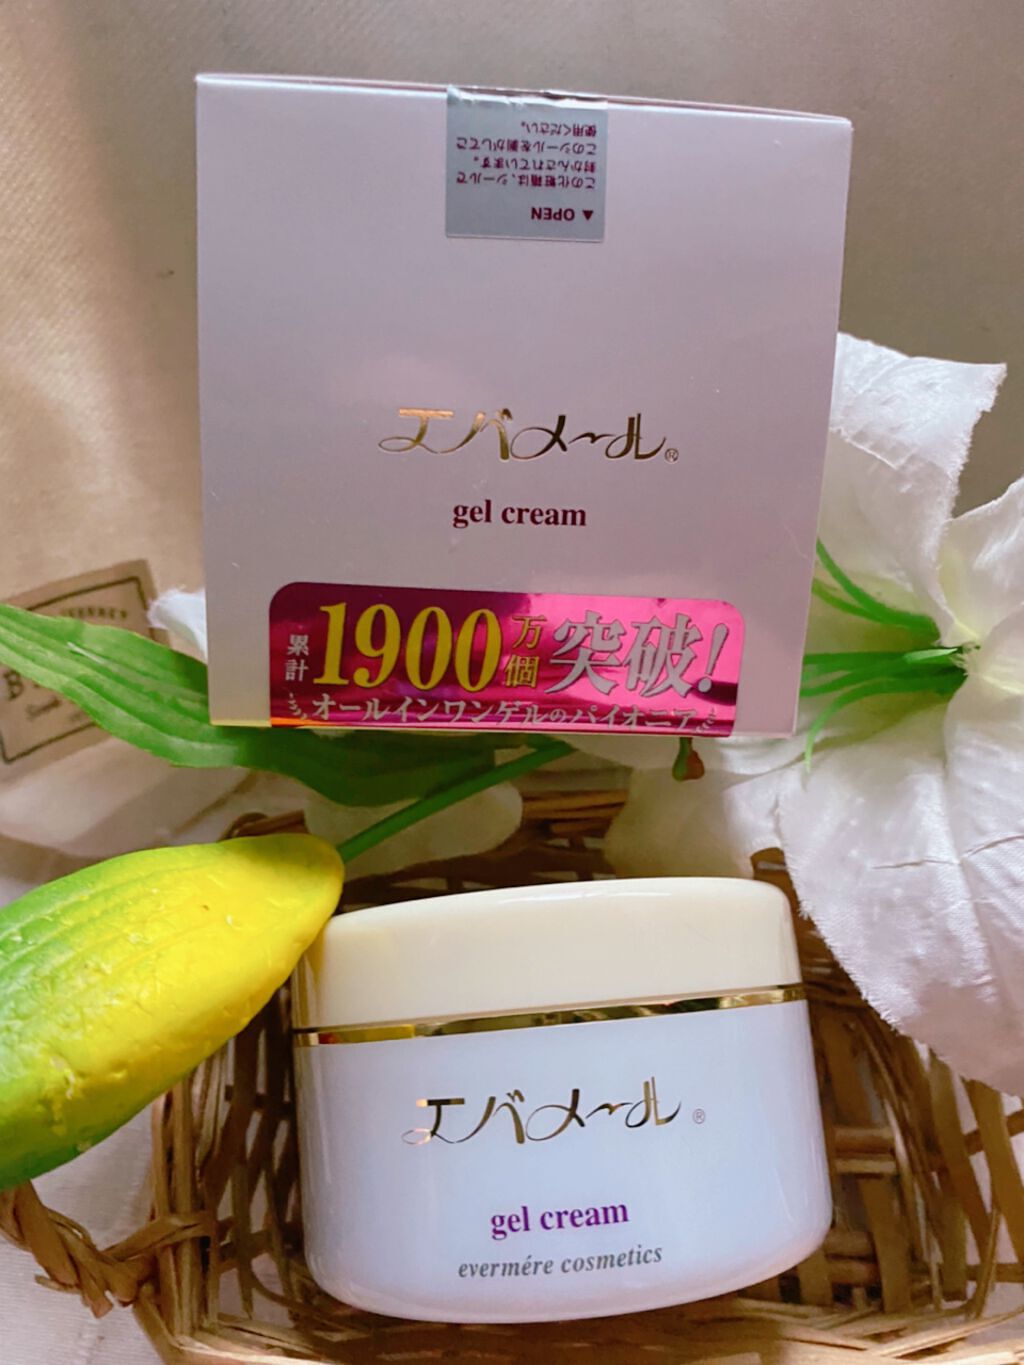 ▲ OPEN
この化粧箱は、シールで
封かんされています。
このシールを剥がしてご
使用ください。
エバメール®
gel cream
累計1900万個突破!
オールインワンゲルのパイオニア
エバメール®
gel cream
evermére cosmetics